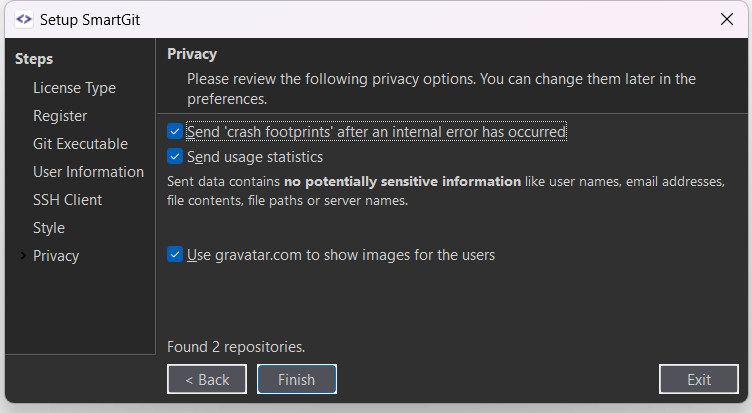 Setup SmartGit
Steps
License Type
Register
Git Executable
User Information
SSH Client
Style
Privacy
Privacy
Please review the following privacy options. You can change them later in the
preferences.
Send 'crash footprints' after an internal error has occurred
Send usage statistics
Sent data contains no potentially sensitive information like user names, email addresses,
file contents, file paths or server names.
Use gravatar.com to show images for the users
Found 2 repositories.
< Back
Finish
Exit